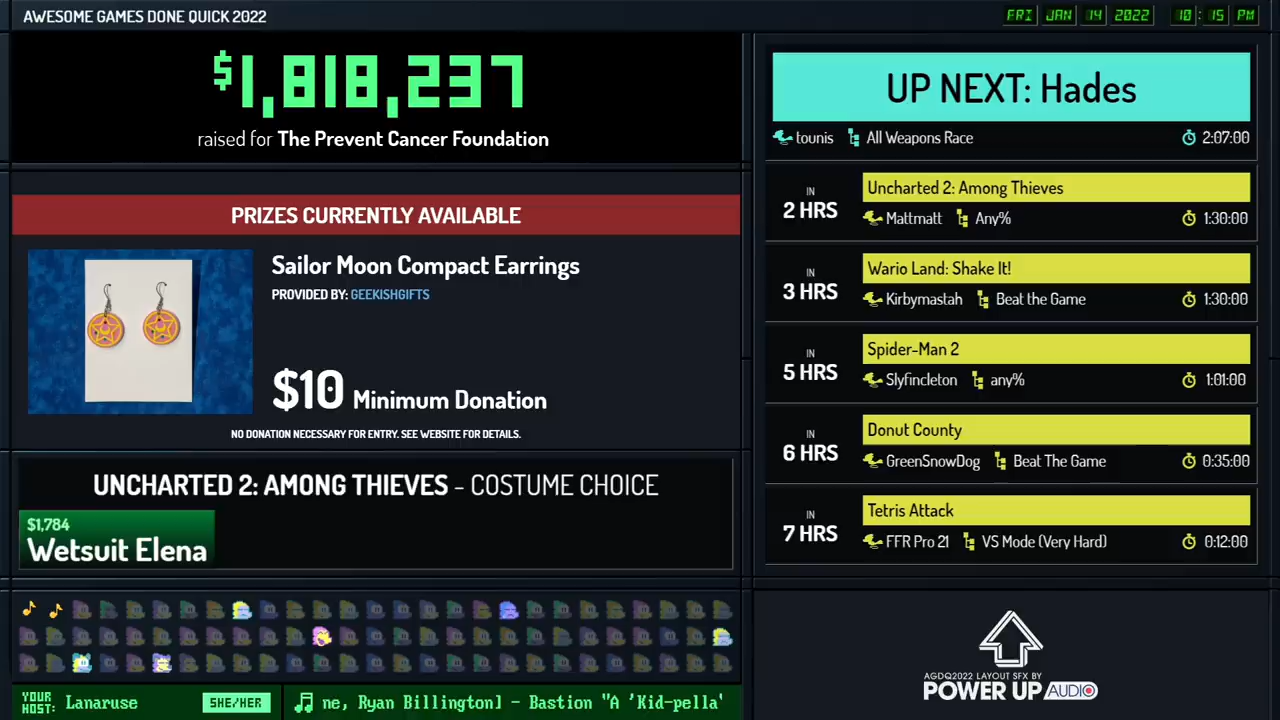 AWESOME GAMES DONE QUICK 2022
FRI JAN 14 2022 10:15 PM
$1,818,237
raised for The Prevent Cancer Foundation
PRIZES CURRENTLY AVAILABLE
Sailor Moon Compact Earrings
PROVIDED BY: GEEKISHGIFTS
$10 Minimum Donation
NO DONATION NECESSARY FOR ENTRY. SEE WEBSITE FOR DETAILS.
UNCHARTED 2: AMONG THIEVES - COSTUME CHOICE
$1,784
Wetsuit Elena
YOUR HOST: Lanaruse SHE/HER
ne, Ryan Billington] - Bastion "A 'Kid-pella'
UP NEXT: Hades
tounis All Weapons Race 2:07:00
IN 2 HRS
Uncharted 2: Among Thieves
Mattmatt Any% 1:30:00
IN 3 HRS
Wario Land: Shake It!
Kirbymastah Beat the Game 1:30:00
IN 5 HRS
Spider-Man 2
Slyfincleton any% 1:01:00
IN 6 HRS
Donut County
GreenSnowDog Beat The Game 0:35:00
IN 7 HRS
Tetris Attack
FFR Pro 21 VS Mode (Very Hard) 0:12:00
AGDQ2022 LAYOUT SFX BY
POWER UP AUDIO